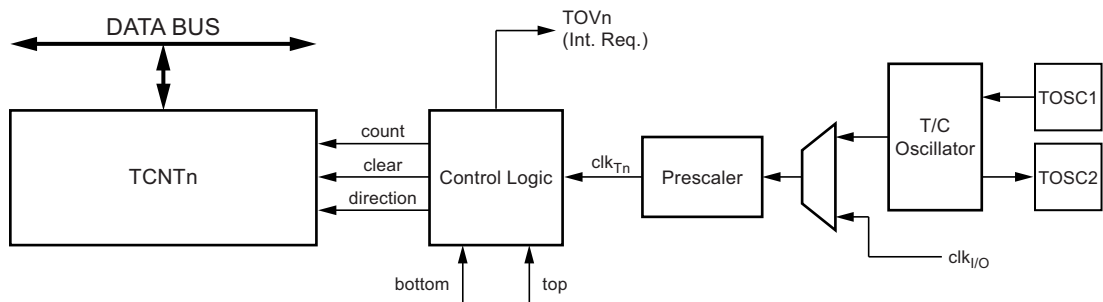 DATA BUS
TOVn
(Int. Req.)
TCNTn
count
clear
direction
Control Logic
clkTn
Prescaler
T/C
Oscillator
TOSC1
TOSC2
bottom
top
clkI/O